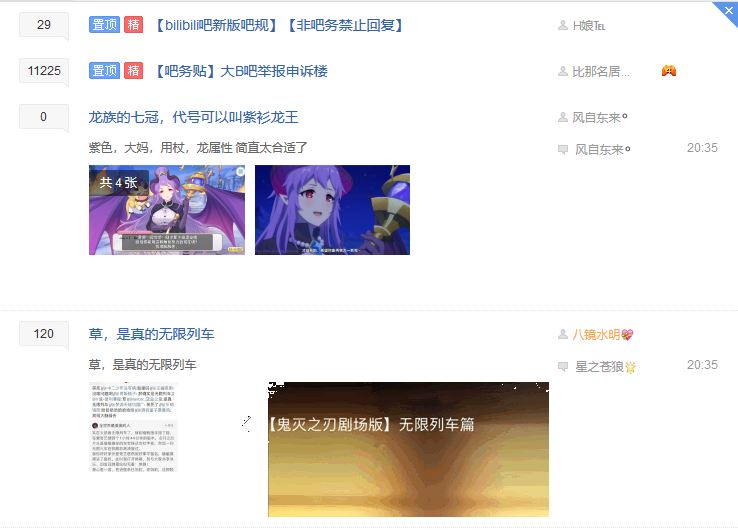 29
置顶 精 【bilibili吧新版吧规】【非吧务禁止回复】
H娘℡
11225
置顶 精 【吧务贴】大B吧举报申诉楼
比那名居...
0
龙族的七冠，代号可以叫紫衫龙王
风自东来
紫色，大妈，用杖，龙属性 简直太合适了
风自东来
20:35
共 4 张
120
草，是真的无限列车
八镜水明
草，是真的无限列车
星之苍狼
20:35
【鬼灭之刃剧场版】无限列车篇